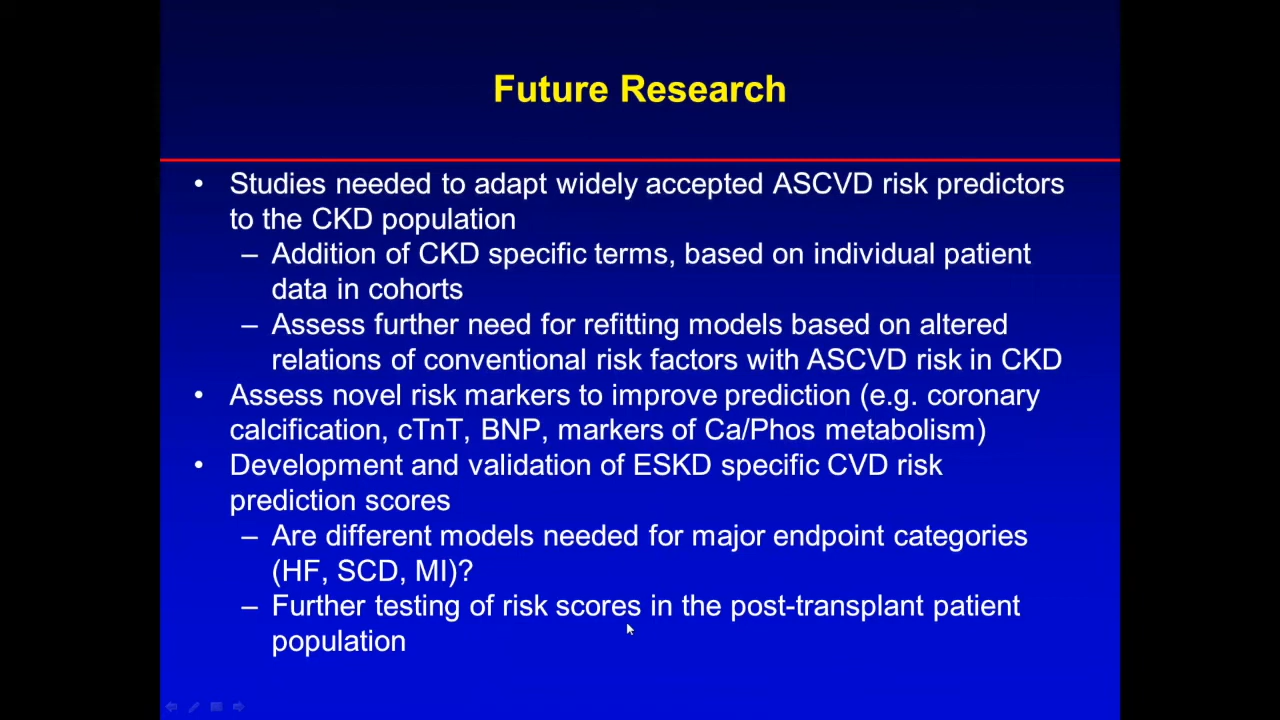 Future Research
• Studies needed to adapt widely accepted ASCVD risk predictors
to the CKD population
– Addition of CKD specific terms, based on individual patient
data in cohorts
– Assess further need for refitting models based on altered
relations of conventional risk factors with ASCVD risk in CKD
• Assess novel risk markers to improve prediction (e.g. coronary
calcification, cTnT, BNP, markers of Ca/Phos metabolism)
• Development and validation of ESKD specific CVD risk
prediction scores
– Are different models needed for major endpoint categories
(HF, SCD, MI)?
– Further testing of risk scores in the post-transplant patient
population